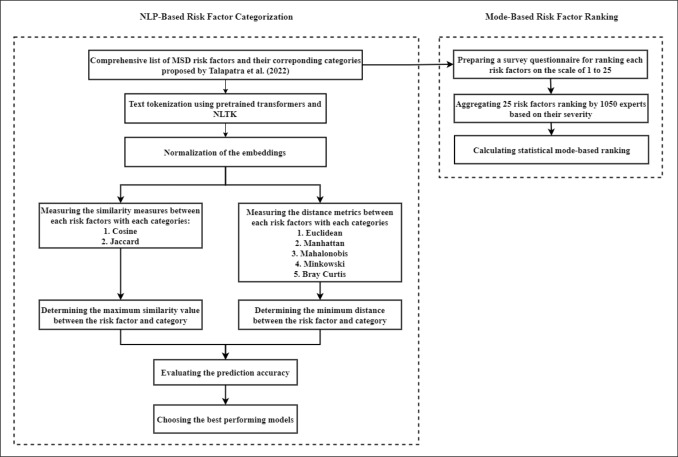 NLP-Based Risk Factor Categorization
Comprehensive list of MSD risk factors and their correponding categories
proposed by Talapatra et al. (2022)
Text tokenization using pretrained transformers and
NLTK
Normalization of the embeddings
Measuring the similarity measures between
each risk factors with each categories:
1. Cosine
2. Jaccard
Measuring the distance metrics between
each risk factors with each categories
1. Euclidean
2. Manhattan
3. Mahalonobis
4. Minkowski
5. Bray Curtis
Determining the maximum similarity value
between the risk factor and category
Determining the minimum distance
between the risk factor and category
Evaluating the prediction accuracy
Choosing the best performing models
Mode-Based Risk Factor Ranking
Preparing a survey questionnaire for ranking each
risk factors on the scale of 1 to 25
Aggregating 25 risk factors ranking by 1050 experts
based on their severity
Calculating statistical mode-based ranking